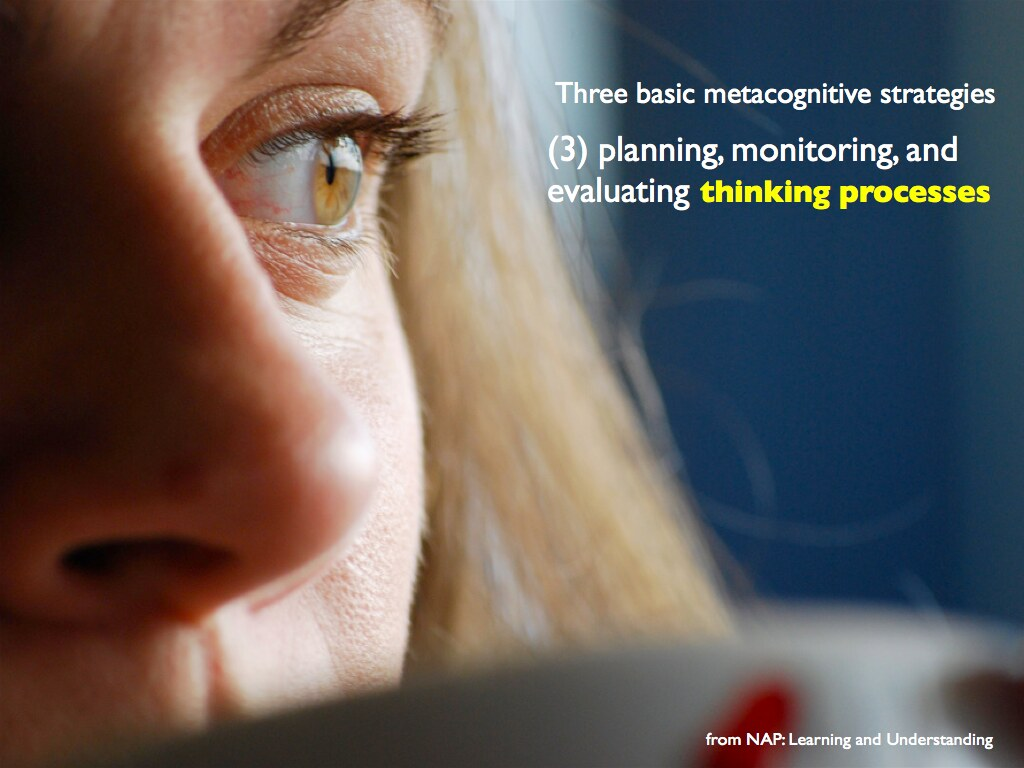 Three basic metacognitive strategies
(3) planning, monitoring, and
evaluating thinking processes
from NAP: Learning and Understanding